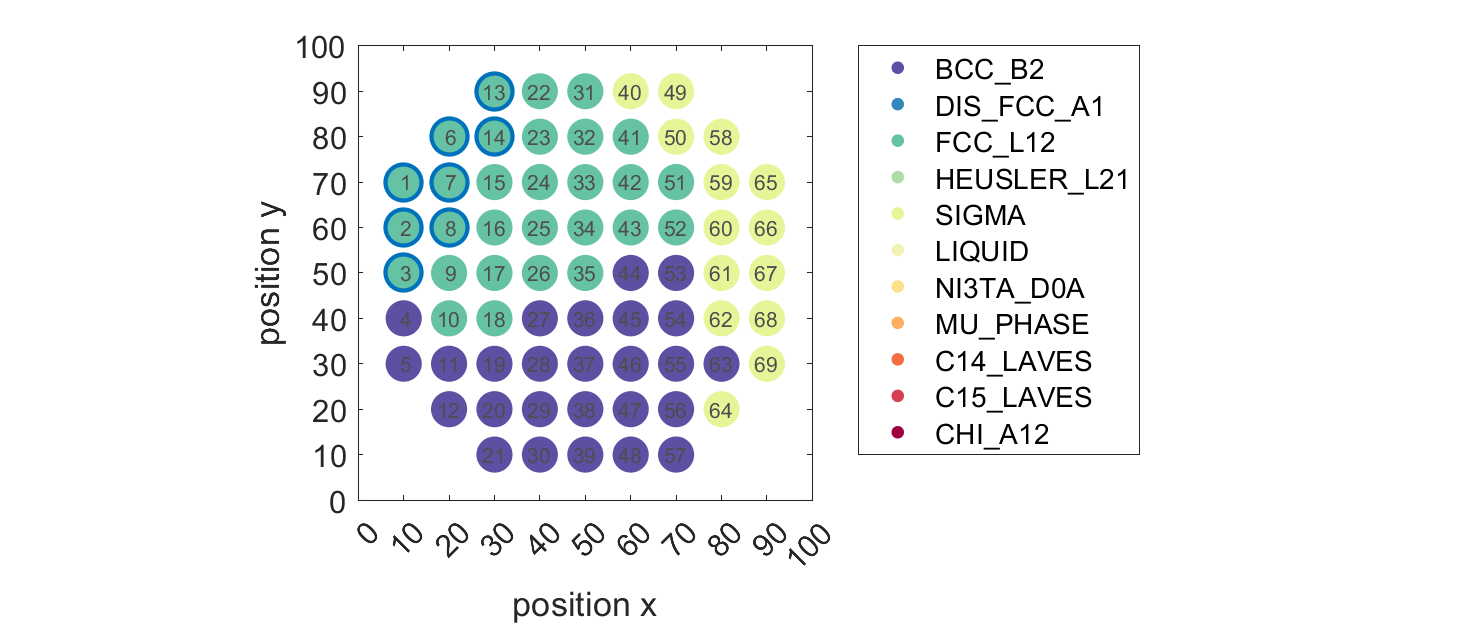 100
90
80
70
60
50
40
30
20
10
0
position y
13 22 31 40 49
6 14 23 32 41 50 58
1 7 15 24 33 42 51 59 65
2 8 16 25 34 43 52 60 66
3 9 17 26 35 44 53 61 67
4 10 18 27 36 45 54 62 68
5 11 19 28 37 46 55 63 69
12 20 29 38 47 56 64
21 30 39 48 57
0 10 20 30 40 50 60 70 80 90 100
position x
BCC_B2
DIS_FCC_A1
FCC_L12
HEUSLER_L21
SIGMA
LIQUID
NI3TA_D0A
MU_PHASE
C14_LAVES
C15_LAVES
CHI_A12